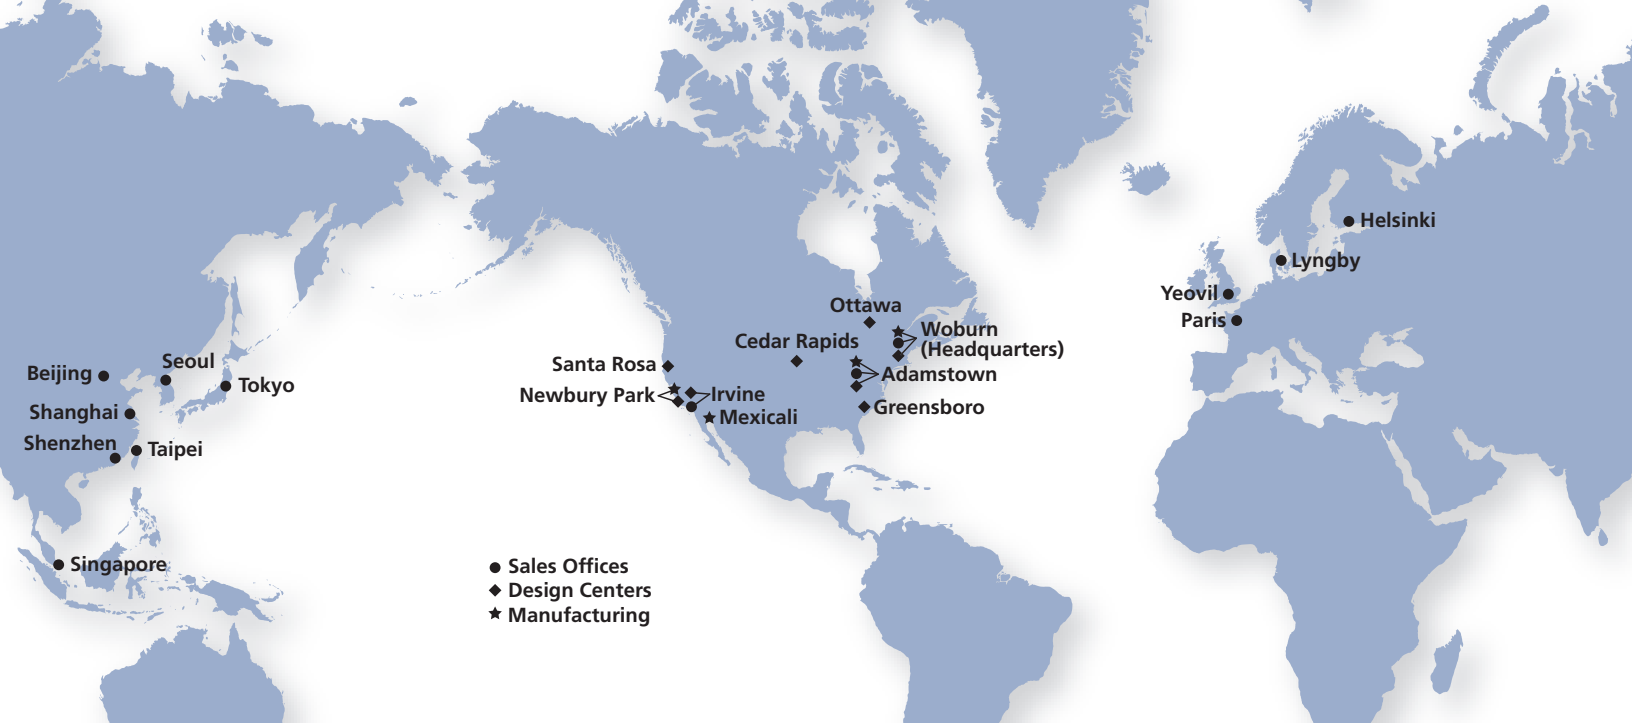 Helsinki
Lyngby
Yeovil
Paris
Ottawa
Woburn
(Headquarters)
Cedar Rapids
Adamstown
Greensboro
Santa Rosa
Newbury Park
Irvine
Mexicali
Beijing
Seoul
Tokyo
Shanghai
Shenzhen
Taipei
Singapore
Sales Offices
Design Centers
Manufacturing